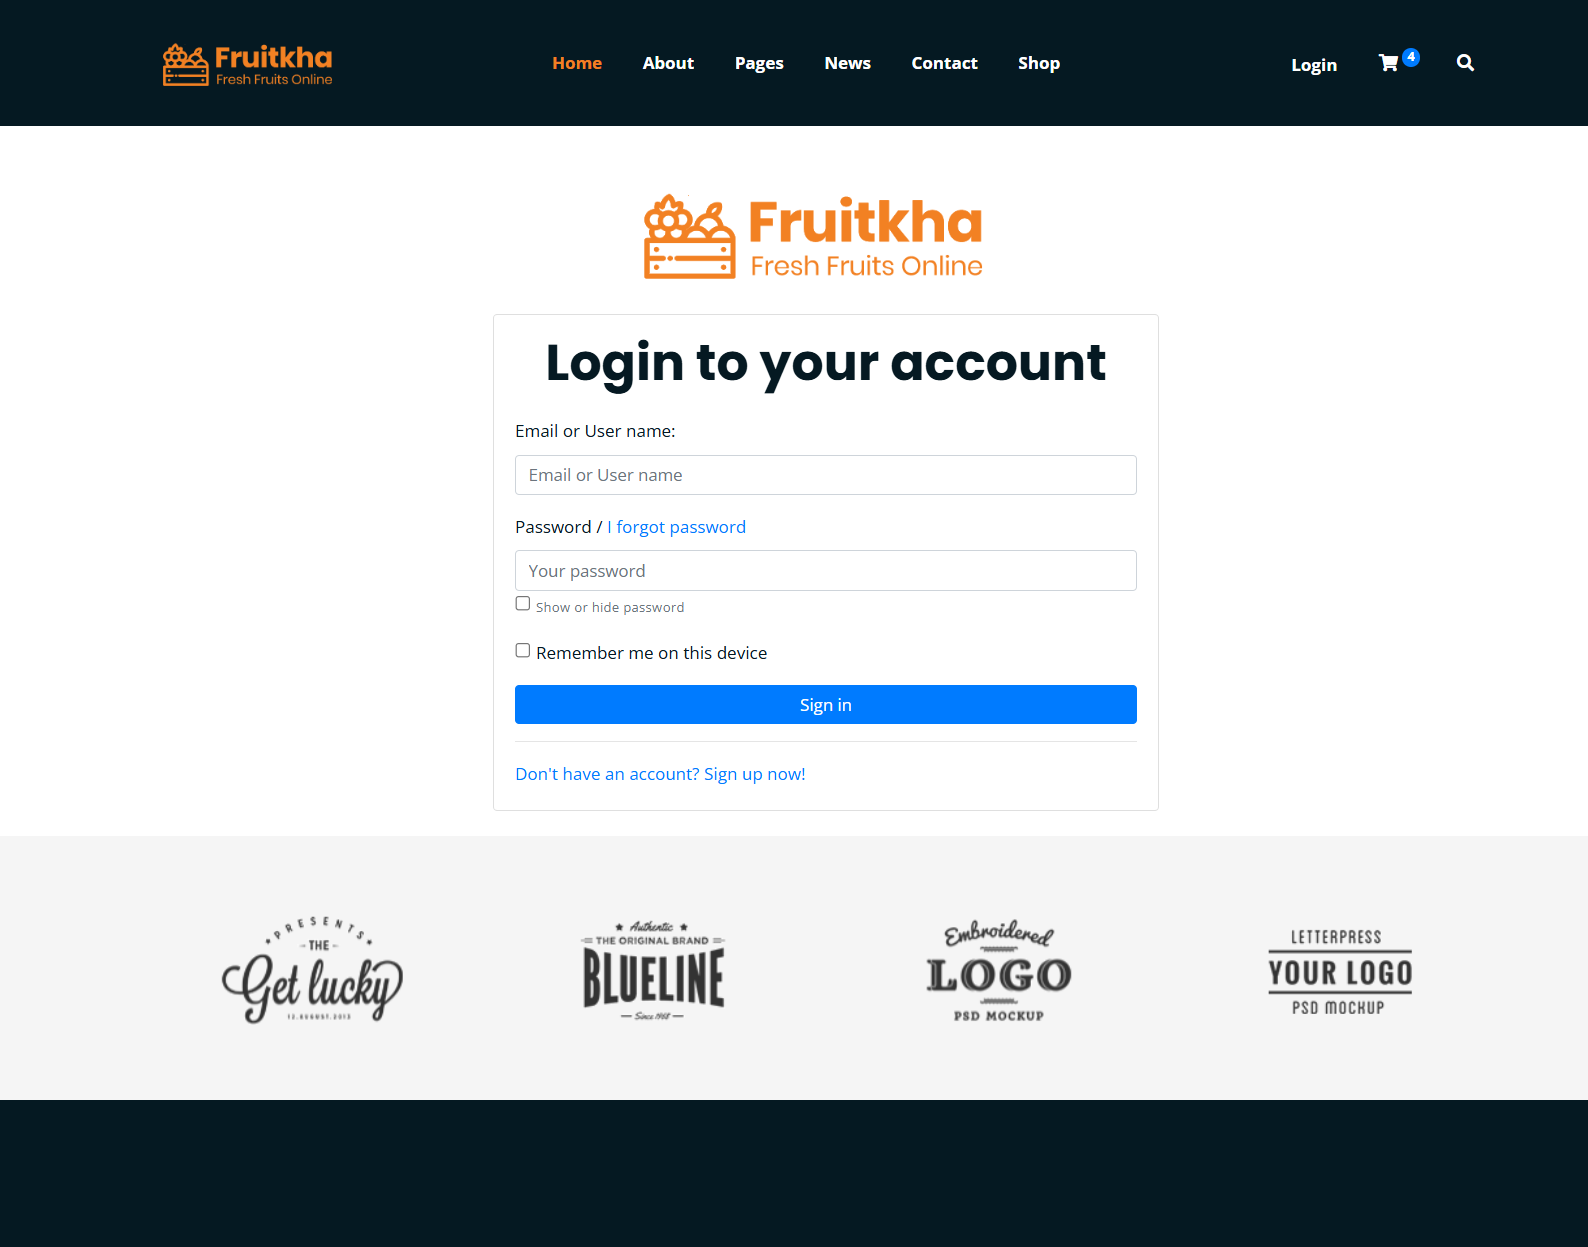 Fruitkha
Fresh Fruits Online
Home About Pages News Contact Shop
Login 4
Fruitkha
Fresh Fruits Online
Login to your account
Email or User name:
Email or User name
Password / I forgot password
Your password
Show or hide password
Remember me on this device
Sign in
Don't have an account? Sign up now!
PRESENTS
THE
Get lucky
12.AUGUST.2013
Authentic
THE ORIGINAL BRAND
BLUELINE
Since 1968
Embroidered
LOGO
PSD MOCKUP
LETTERPRESS
YOUR LOGO
PSD MOCKUP